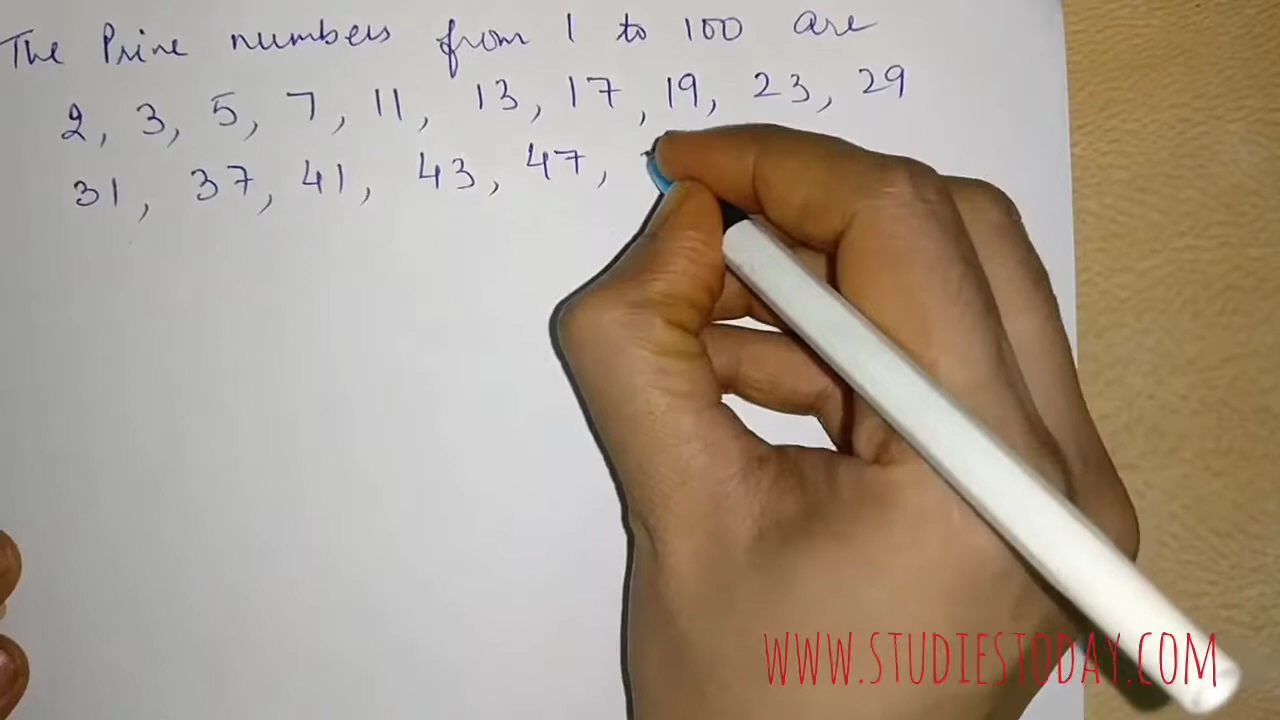 The Prime numbers from 1 to 100 are
2, 3, 5, 7, 11, 13, 17, 19, 23, 29
31, 37, 41, 43, 47,
WWW.STUDIESTODAY.COM